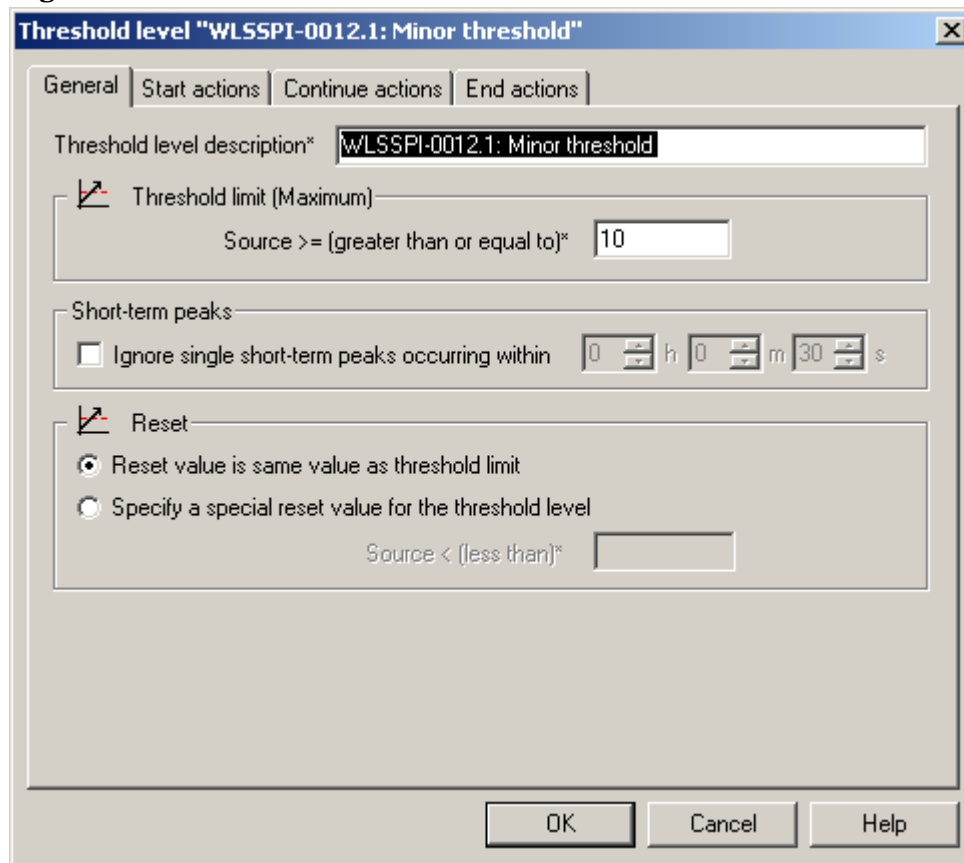 Threshold level "WLSSPI-0012.1: Minor threshold"
General Start actions Continue actions End actions
Threshold level description* WLSSPI-0012.1: Minor threshold
Threshold limit (Maximum)
Source >= (greater than or equal to)* 10
Short-term peaks
Ignore single short-term peaks occurring within 0 h 0 m 30 s
Reset
Reset value is same value as threshold limit
Specify a special reset value for the threshold level
Source < (less than)*
OK Cancel Help